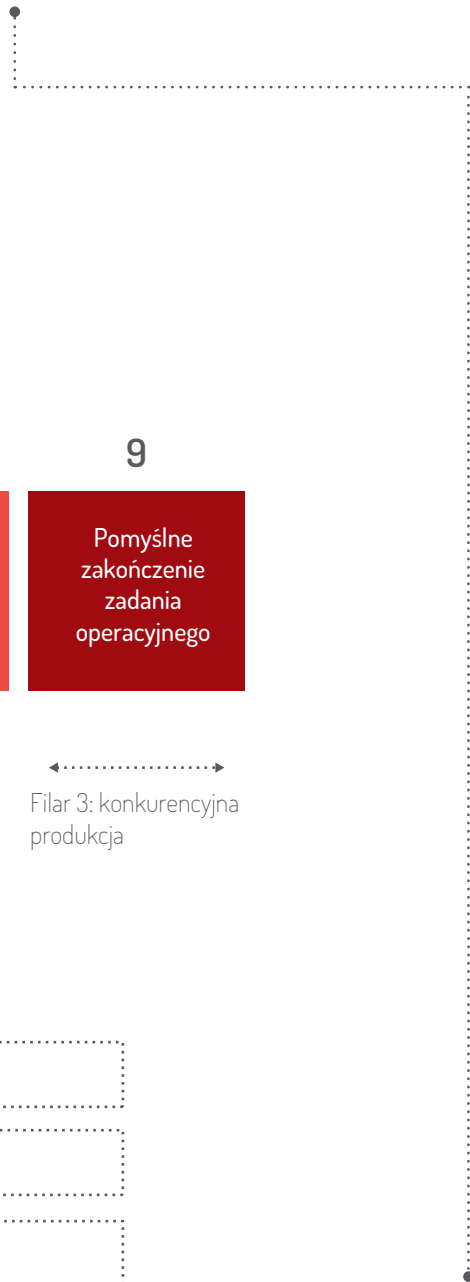 9
Pomyślne
zakończenie
zadania
operacyjnego
Filar 3: konkurencyjna
produkcja